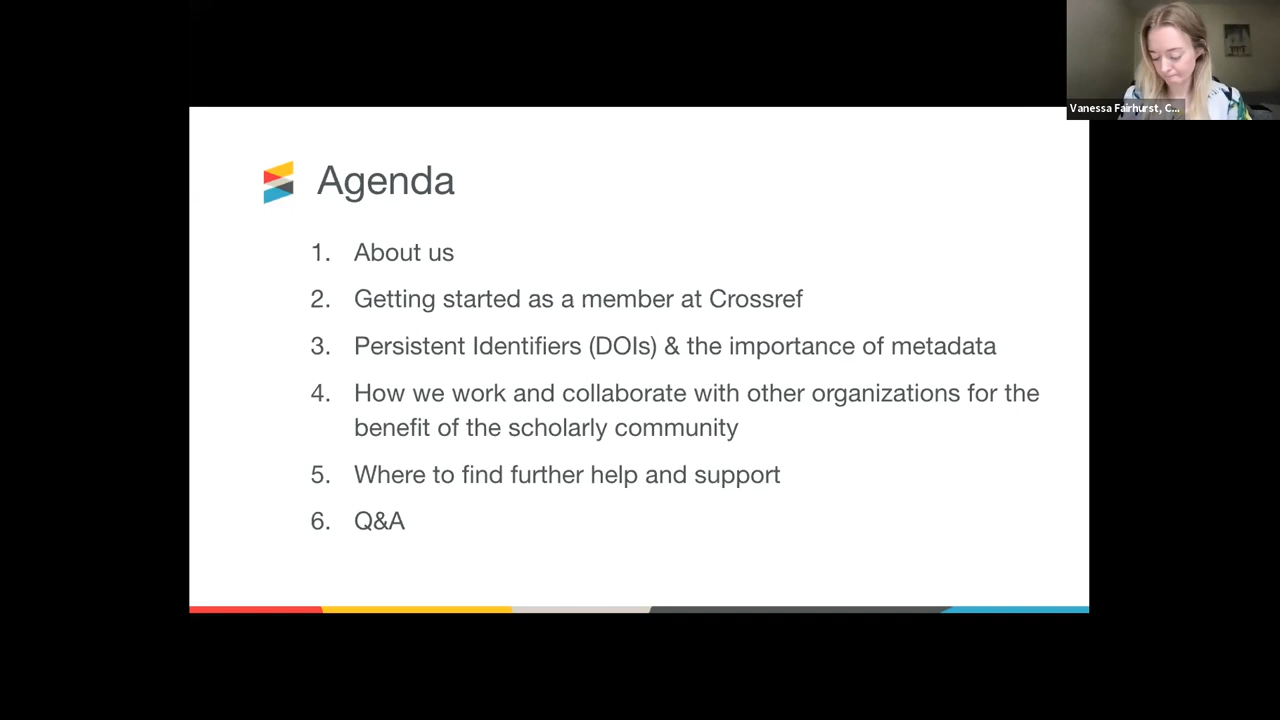 Vanessa Fairhurst, C...
Agenda
1. About us
2. Getting started as a member at Crossref
3. Persistent Identifiers (DOIs) & the importance of metadata
4. How we work and collaborate with other organizations for the
benefit of the scholarly community
5. Where to find further help and support
6. Q&A